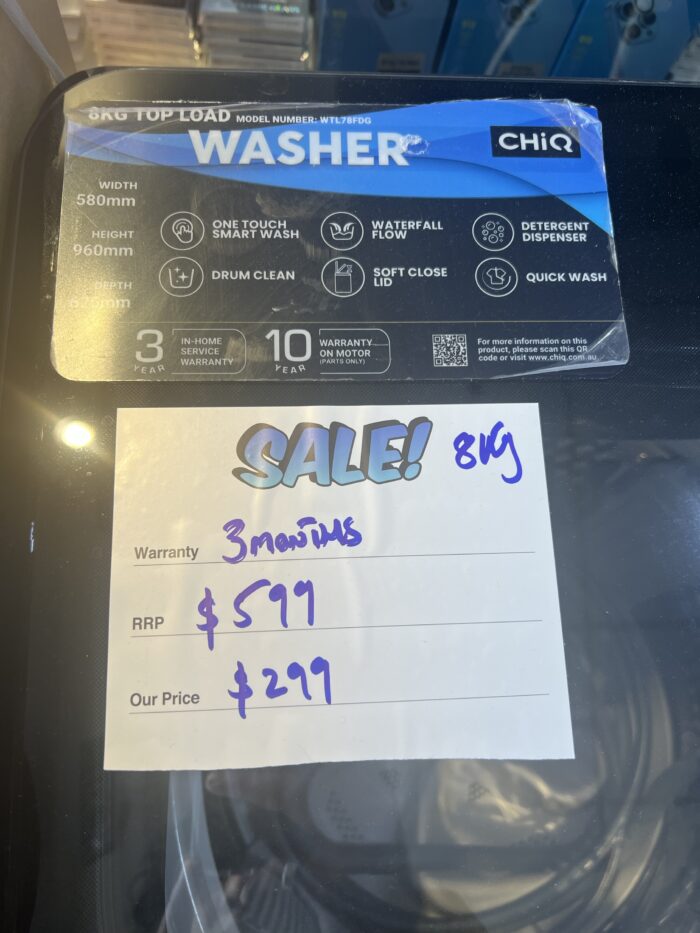 8KG TOP LOAD MODEL NUMBER: WTL78FDG
WASHER
CHiQ
WIDTH
580mm
HEIGHT
960mm
DEPTH
625mm
ONE TOUCH
SMART WASH
WATERFALL
FLOW
DETERGENT
DISPENSER
DRUM CLEAN
SOFT CLOSE
LID
QUICK WASH
3
YEAR
IN-HOME
SERVICE
WARRANTY
10
YEAR
WARRANTY
ON MOTOR
(PARTS ONLY)
For more information on this
product, please scan this QR
code or visit www.chiq.com.au
SALE! 8KG
Warranty 3 MONTHS
RRP $599
Our Price $299